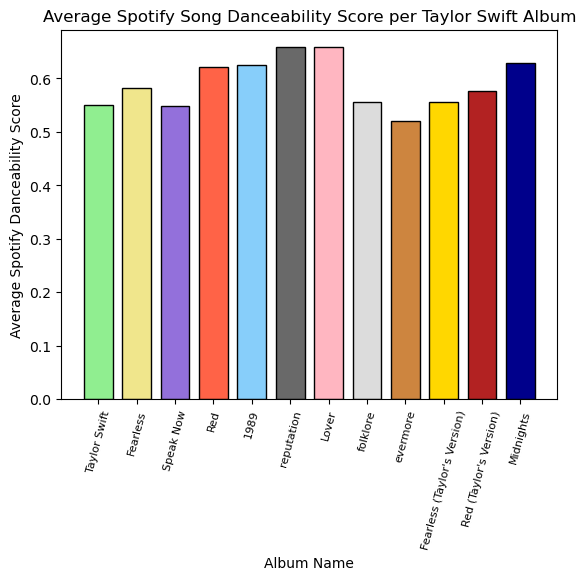 Average Spotify Song Danceability Score per Taylor Swift Album
Average Spotify Danceability Score
0.6
0.5
0.4
0.3
0.2
0.1
0.0
Taylor Swift
Fearless
Speak Now
Red
1989
reputation
Lover
folklore
evermore
Fearless (Taylor's Version)
Red (Taylor's Version)
Midnights
Album Name